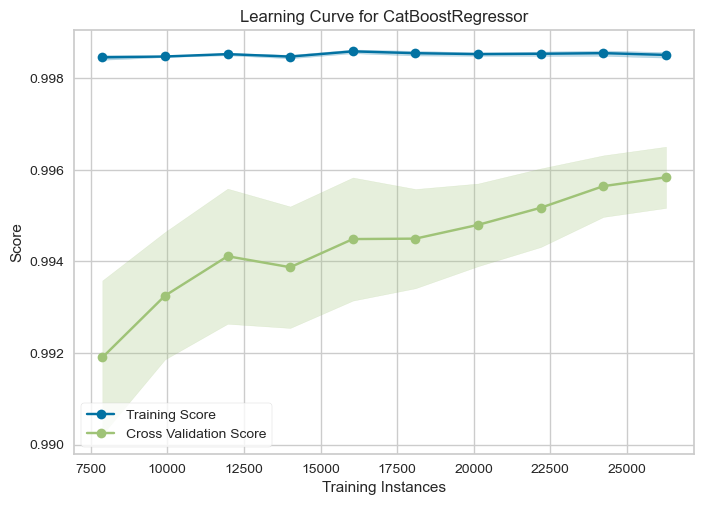 Learning Curve for CatBoostRegressor
Score
0.998
0.996
0.994
0.992
0.990
Training Score
Cross Validation Score
7500 10000 12500 15000 17500 20000 22500 25000
Training Instances